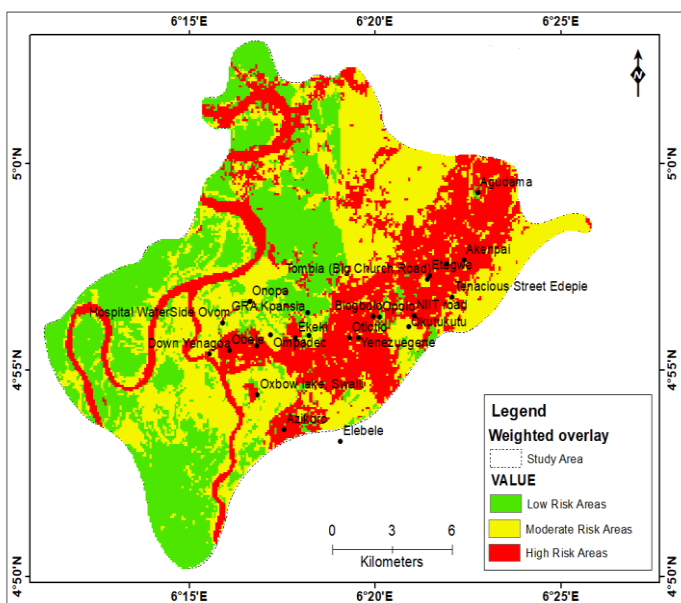 6°15'E 6°20'E 6°25'E
N
5°0'N 5°0'N
Agudama
Akenpai
Tombia (Big Church Road) Etegwe
Tenacious Street Edepie
Onopa
GRA Kpansia Biogbolo Opolo NIIT road
Hospital WaterSide Ovom
Ekeki Okutukutu
Otiotio
Down Yenagoa Obele Ompadec Yenezuegene
4°55'N 4°55'N
Oxbow lake, Swali
Azikoro
Elebele
Legend
Weighted overlay
Study Area
VALUE
Low Risk Areas
Moderate Risk Areas
High Risk Areas
0 3 6
Kilometers
4°50'N 4°50'N
6°15'E 6°20'E 6°25'E